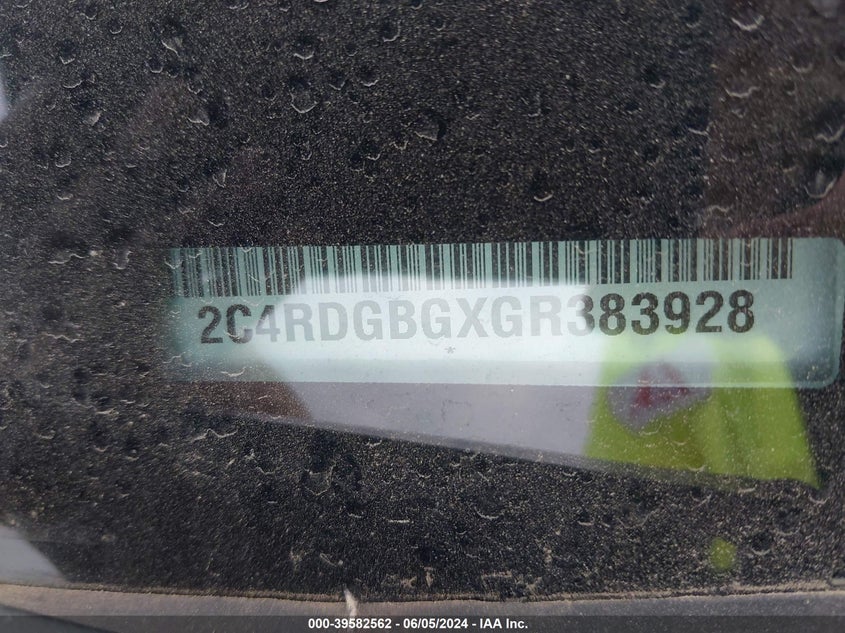 2C4RDGBGXGR383928
*
000-39582562 - 06/05/2024 - IAA Inc.